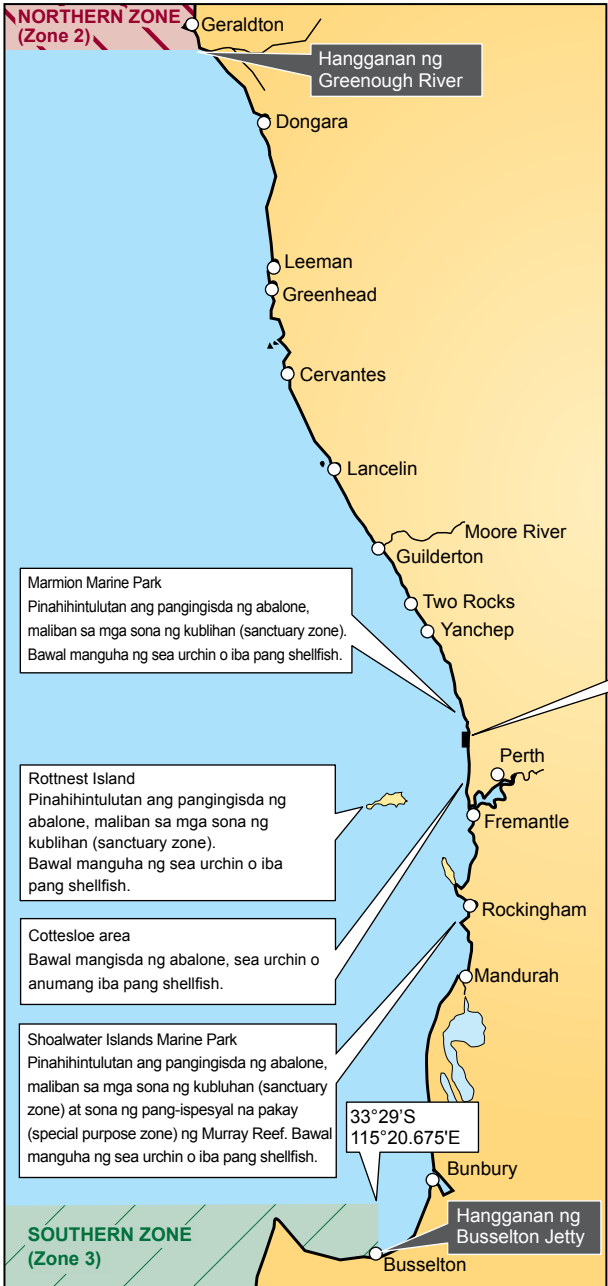 NORTHERN ZONE
(Zone 2)
Geraldton
Hangganan ng
Greenough River
Dongara
Leeman
Greenhead
Cervantes
Lancelin
Moore River
Guilderton
Marmion Marine Park
Pinahihintulutan ang pangingisda ng abalone,
maliban sa mga sona ng kublihan (sanctuary zone).
Bawal manguha ng sea urchin o iba pang shellfish.
Two Rocks
Yanchep
Perth
Rottnest Island
Pinahihintulutan ang pangingisda ng
abalone, maliban sa mga sona ng
kublihan (sanctuary zone).
Bawal manguha ng sea urchin o iba
pang shellfish.
Fremantle
Rockingham
Cottesloe area
Bawal mangisda ng abalone, sea urchin o
anumang iba pang shellfish.
Mandurah
Shoalwater Islands Marine Park
Pinahihintulutan ang pangingisda ng abalone,
maliban sa mga sona ng kubluhan (sanctuary
zone) at sona ng pang-ispesyal na pakay
(special purpose zone) ng Murray Reef. Bawal
manguha ng sea urchin o iba pang shellfish.
33°29'S
115°20.675'E
Bunbury
Hangganan ng
Busselton Jetty
SOUTHERN ZONE
(Zone 3)
Busselton